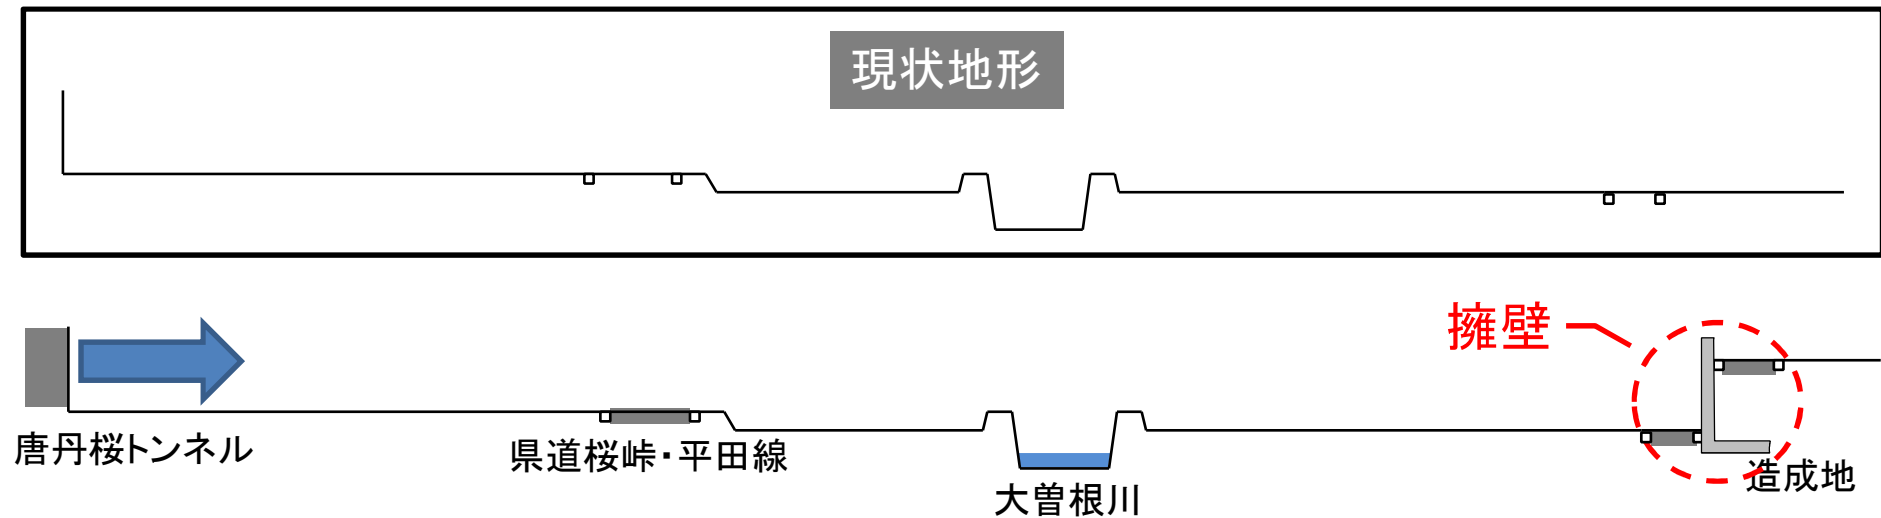 現状地形
擁壁
唐丹桜トンネル
県道桜峠・平田線
大曽根川
造成地